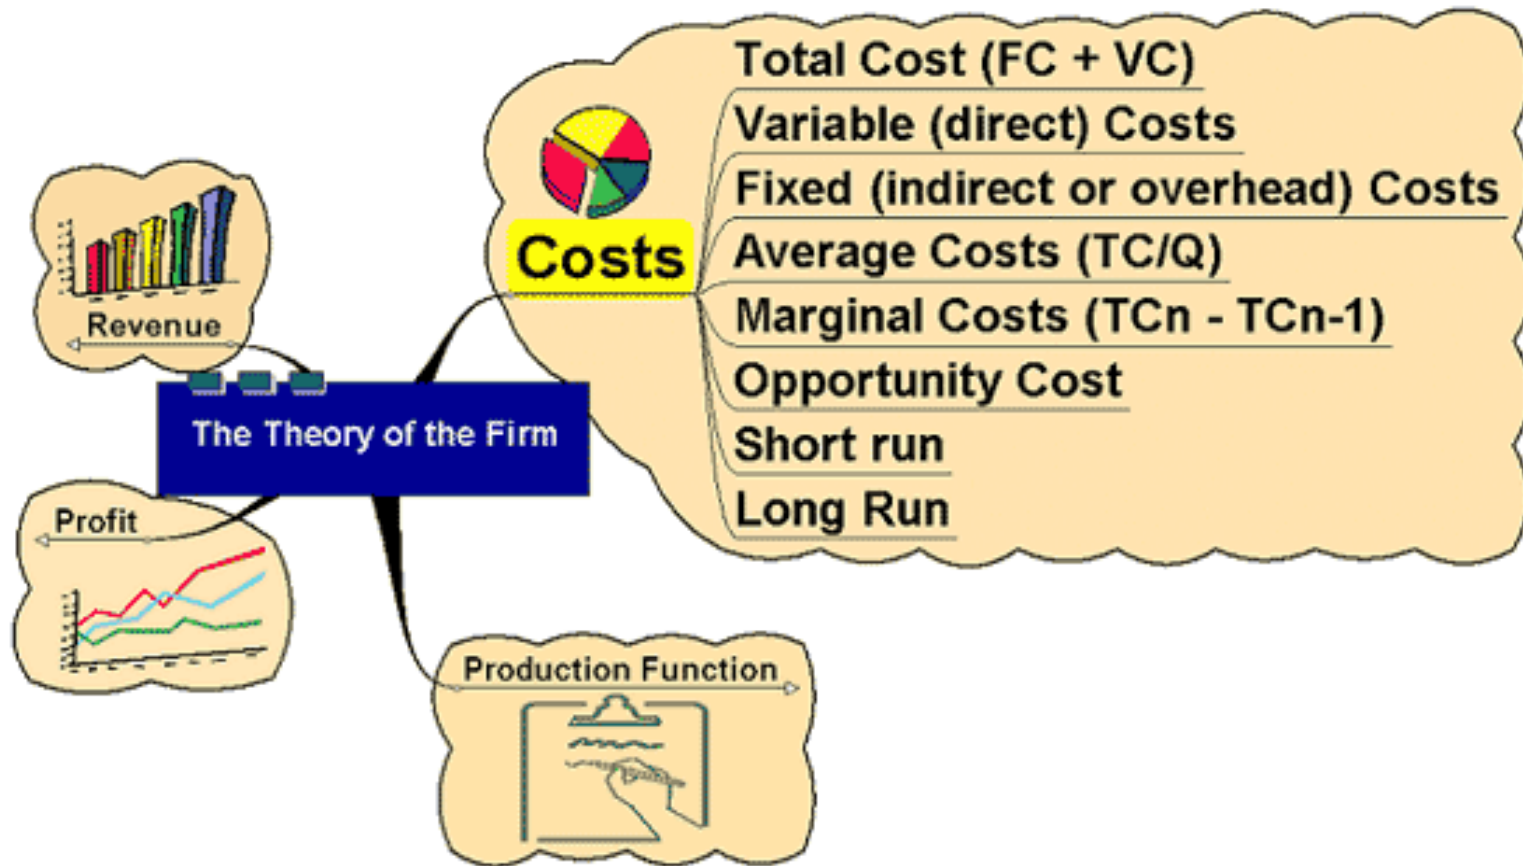 Total Cost (FC + VC)
Variable (direct) Costs
Fixed (indirect or overhead) Costs
Average Costs (TC/Q)
Marginal Costs (TCn - TCn-1)
Opportunity Cost
Short run
Long Run
Costs
Revenue
The Theory of the Firm
Profit
Production Function